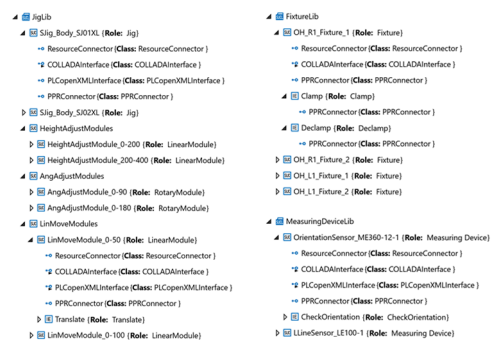 JigLib
SJig_Body_SJ01XL {Role: Jig}
ResourceConnector{Class: ResourceConnector }
COLLADAInterface{Class: COLLADAInterface }
PLCopenXMLInterface{Class: PLCopenXMLInterface }
PPRConnector{Class: PPRConnector }
SJig_Body_SJ02XL {Role: Jig}
HeightAdjustModules
HeightAdjustModule_0-200 {Role: LinearModule}
HeightAdjustModule_200-400 {Role: LinearModule}
AngAdjustModules
AngAdjustModule_0-90 {Role: RotaryModule}
AngAdjustModule_0-180 {Role: RotaryModule}
LinMoveModules
LinMoveModule_0-50 {Role: LinearModule}
ResourceConnector{Class: ResourceConnector }
COLLADAInterface{Class: COLLADAInterface }
PLCopenXMLInterface{Class: PLCopenXMLInterface }
PPRConnector{Class: PPRConnector }
Translate {Role: Translate}
LinMoveModule_0-100 {Role: LinearModule}
FixtureLib
OH_R1_Fixture_1 {Role: Fixture}
ResourceConnector{Class: ResourceConnector }
COLLADAInterface{Class: COLLADAInterface }
PPRConnector{Class: PPRConnector }
Clamp {Role: Clamp}
PPRConnector{Class: PPRConnector }
Declamp {Role: Declamp}
PPRConnector{Class: PPRConnector }
OH_R1_Fixture_2 {Role: Fixture}
OH_L1_Fixture_1 {Role: Fixture}
OH_L1_Fixture_2 {Role: Fixture}
MeasuringDeviceLib
OrientationSensor_ME360-12-1 {Role: Measuring Device}
ResourceConnector{Class: ResourceConnector }
COLLADAInterface{Class: COLLADAInterface }
PLCopenXMLInterface{Class: PLCopenXMLInterface }
PPRConnector{Class: PPRConnector }
CheckOrientation {Role: CheckOrientation}
LLineSensor_LE100-1 {Role: Measuring Device}